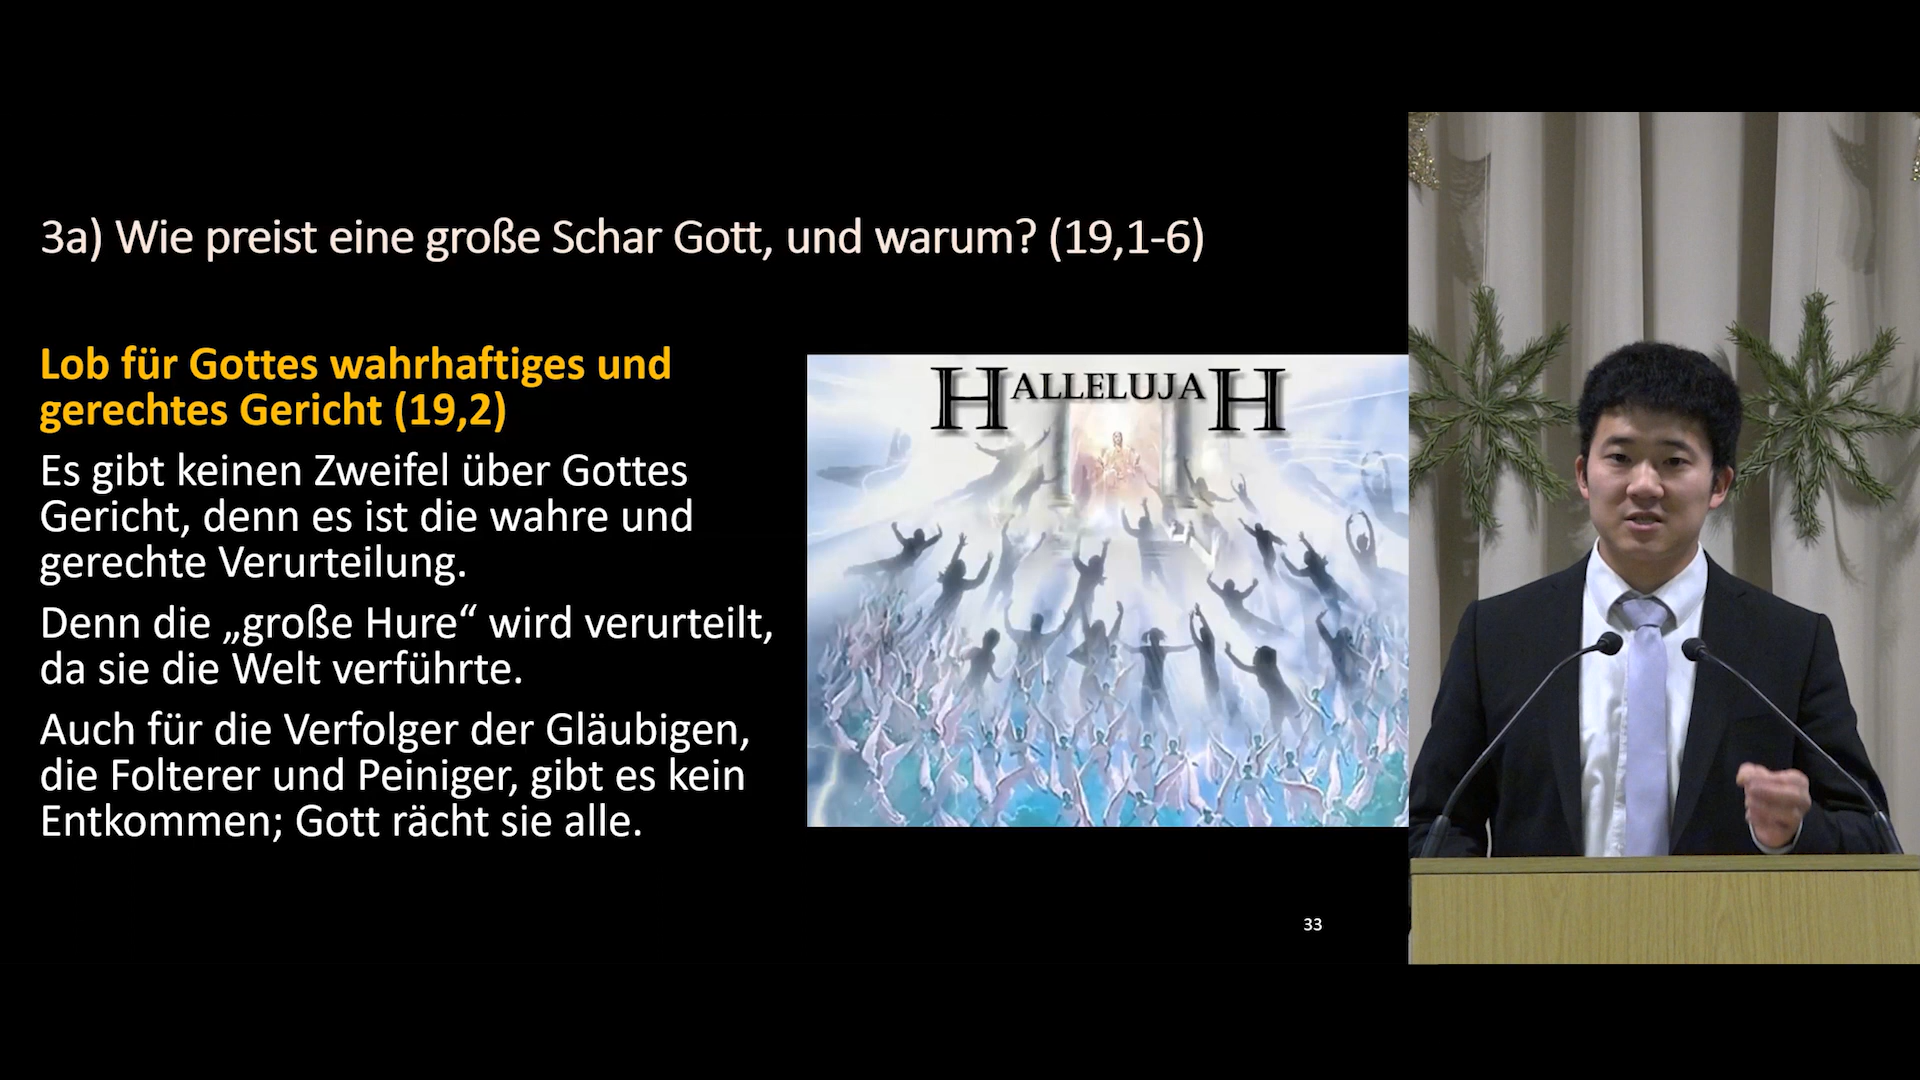 3a) Wie preist eine große Schar Gott, und warum? (19,1-6)
Lob für Gottes wahrhaftiges und
gerechtes Gericht (19,2)
Es gibt keinen Zweifel über Gottes
Gericht, denn es ist die wahre und
gerechte Verurteilung.
Denn die „große Hure“ wird verurteilt,
da sie die Welt verführte.
Auch für die Verfolger der Gläubigen,
die Folterer und Peiniger, gibt es kein
Entkommen; Gott rächt sie alle.
HALLELUJAH
33